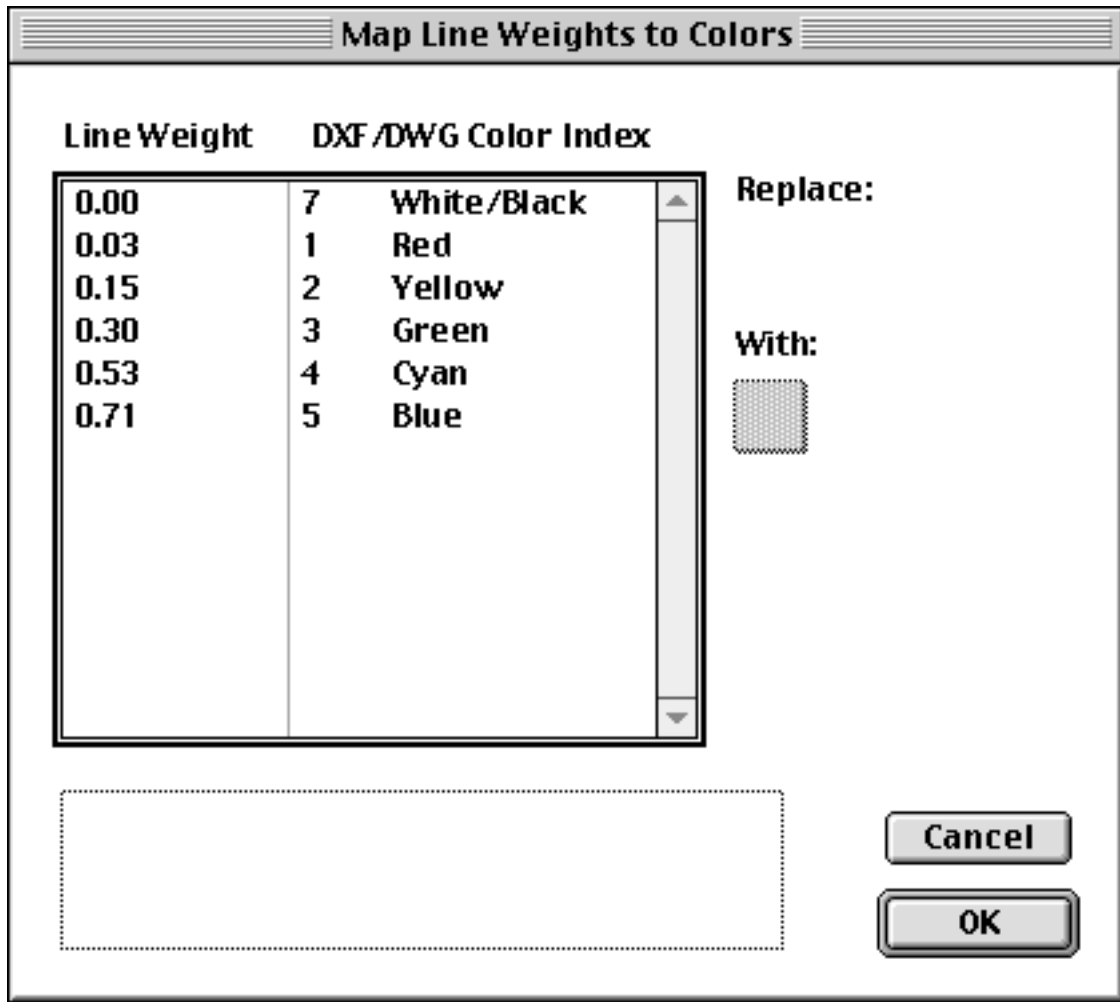 Map Line Weights to Colors
Line Weight DXF/DWG Color Index
0.00 7 White/Black
0.03 1 Red
0.15 2 Yellow
0.30 3 Green
0.53 4 Cyan
0.71 5 Blue
Replace:
With:
Cancel
OK